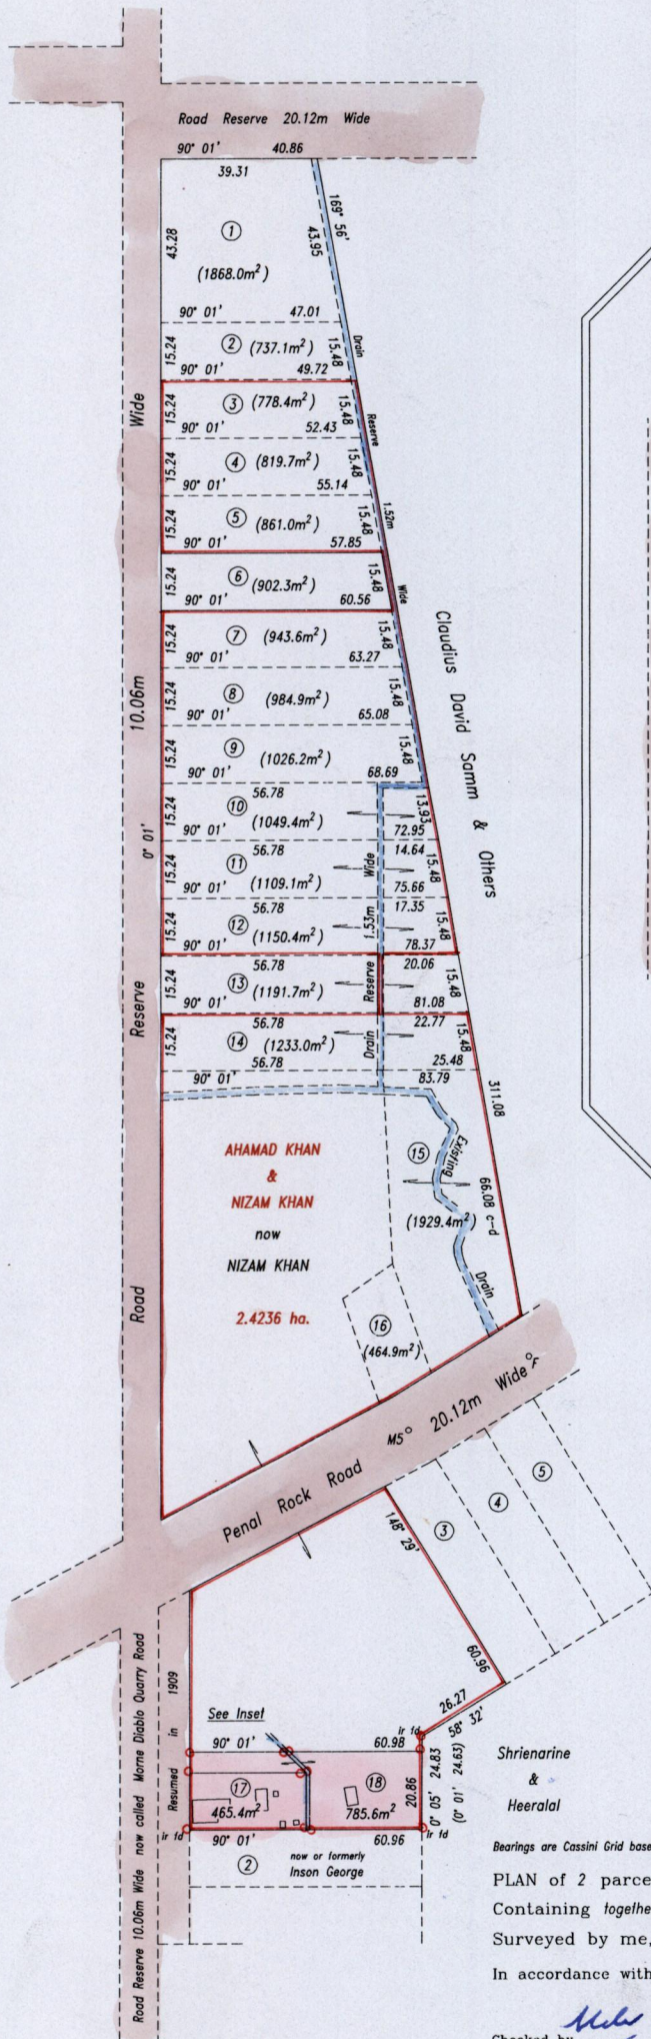 Road Reserve 20.12m Wide
90° 01' 40.86
39.31
169° 56'
43.28
43.95
1
(1868.0m²)
90° 01' 47.01
15.24
2 (737.1m²)
15.48
Drain
90° 01' 49.72
15.24
3 (778.4m²)
15.48
Reserve
90° 01' 52.43
15.24
4 (819.7m²)
15.48
90° 01' 55.14
15.24
5 (861.0m²)
15.48
1.52m
90° 01' 57.85
15.24
6 (902.3m²)
15.48
Wide
90° 01' 60.56
15.24
7 (943.6m²)
15.48
90° 01' 63.27
15.24
8 (984.9m²)
15.48
90° 01' 65.08
15.24
9 (1026.2m²)
15.48
90° 01' 68.69
56.78
15.24
10 (1049.4m²)
13.93
90° 01' 72.95
56.78 14.64
15.24
11 (1109.1m²)
Wide
15.48
90° 01' 75.66
56.78 17.35
15.24
12 (1150.4m²)
1.53m
15.48
90° 01' 78.37
56.78 20.06
15.24
13 (1191.7m²)
Reserve
15.48
90° 01' 81.08
56.78 22.77
15.24
14 (1233.0m²)
Drain
15.48
56.78 25.48
90° 01' 83.79
311.08
Claudius David Samm & Others
Road Reserve 0° 01' 10.06m Wide
AHAMAD KHAN
&
NIZAM KHAN
now
NIZAM KHAN
2.4236 ha.
15
Existing
(1929.4m²)
66.08 c-d
Drain
16
(464.9m²)
Penal Rock Road M5° 20.12m Wide °F
3
4
5
148° 29'
60.96
26.27
58° 32'
Road Reserve 10.06m Wide now called Morne Diablo Quarry Road
Resumed in 1909
See Inset
90° 01' 60.98
ir fd
17
465.4m²
18
785.6m²
20.86
0° 05' 24.83
(0° 01' 24.63)
ir fd
90° 01' 60.96
ir fd
2
now or formerly
Inson George
Shrienarine
&
Heeralal
Bearings are Cassini Grid base
PLAN of 2 parce
Containing togethe
Surveyed by me,
In accordance with
Checked by